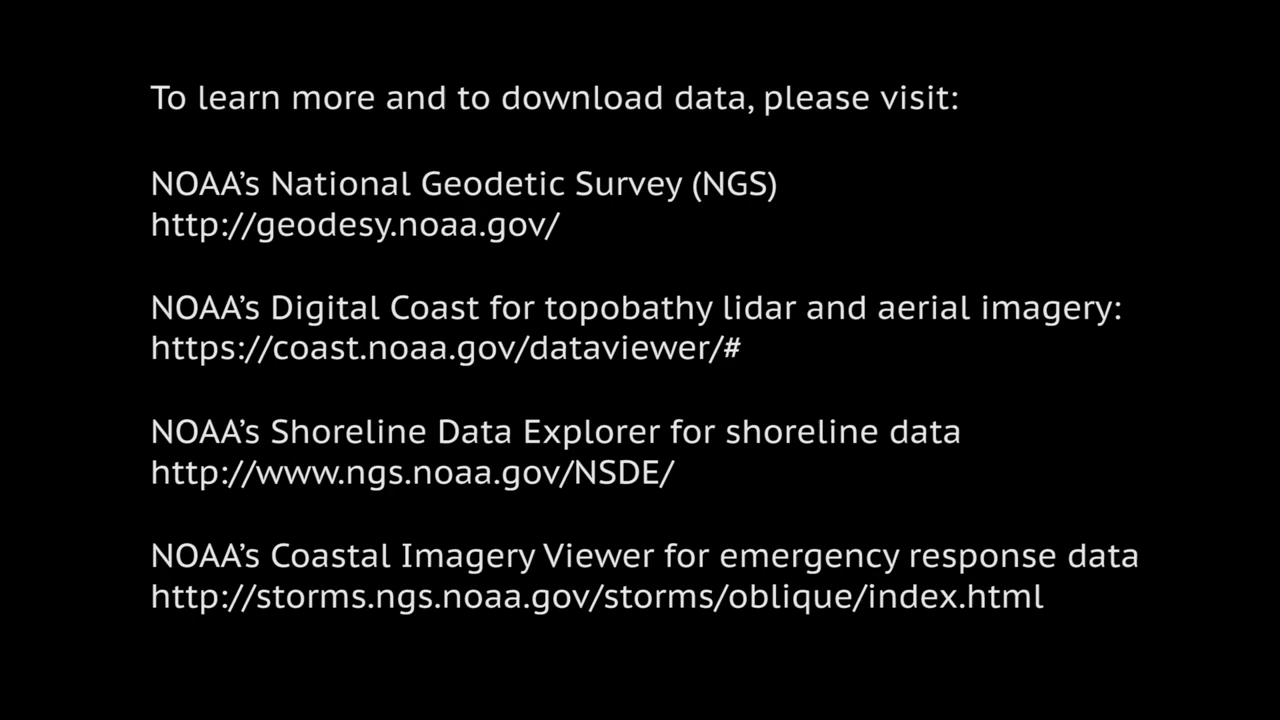 To learn more and to download data, please visit:
NOAA’s National Geodetic Survey (NGS)
http://geodesy.noaa.gov/
NOAA’s Digital Coast for topobathy lidar and aerial imagery:
https://coast.noaa.gov/dataviewer/#
NOAA’s Shoreline Data Explorer for shoreline data
http://www.ngs.noaa.gov/NSDE/
NOAA’s Coastal Imagery Viewer for emergency response data
http://storms.ngs.noaa.gov/storms/oblique/index.html